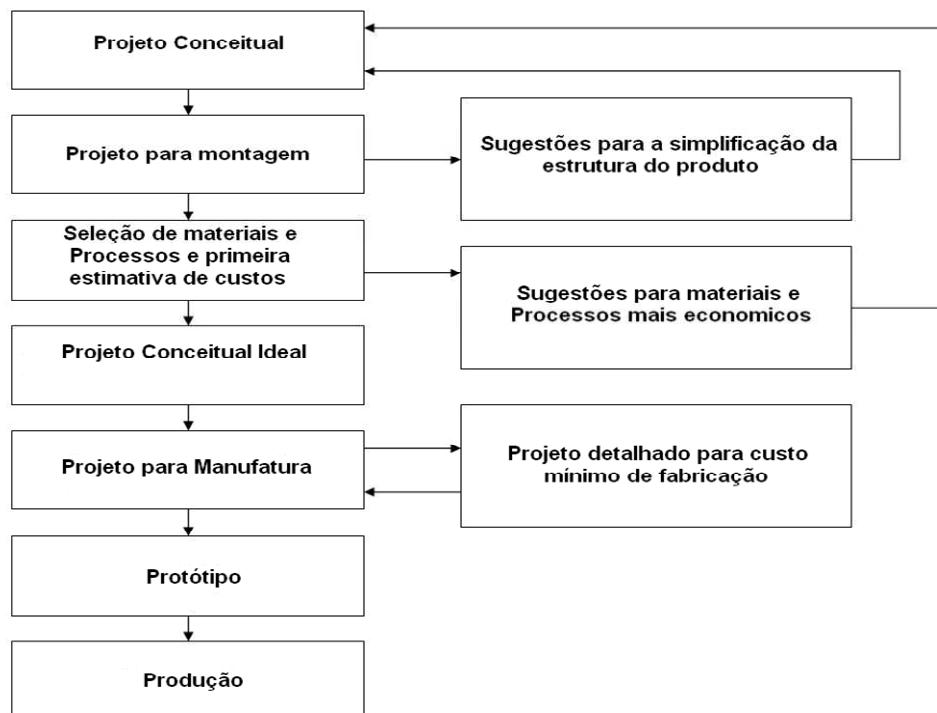 Projeto Conceitual
Projeto para montagem
Sugestões para a simplificação da
estrutura do produto
Seleção de materiais e
Processos e primeira
estimativa de custos
Sugestões para materiais e
Processos mais economicos
Projeto Conceitual Ideal
Projeto para Manufatura
Projeto detalhado para custo
mínimo de fabricação
Protótipo
Produção